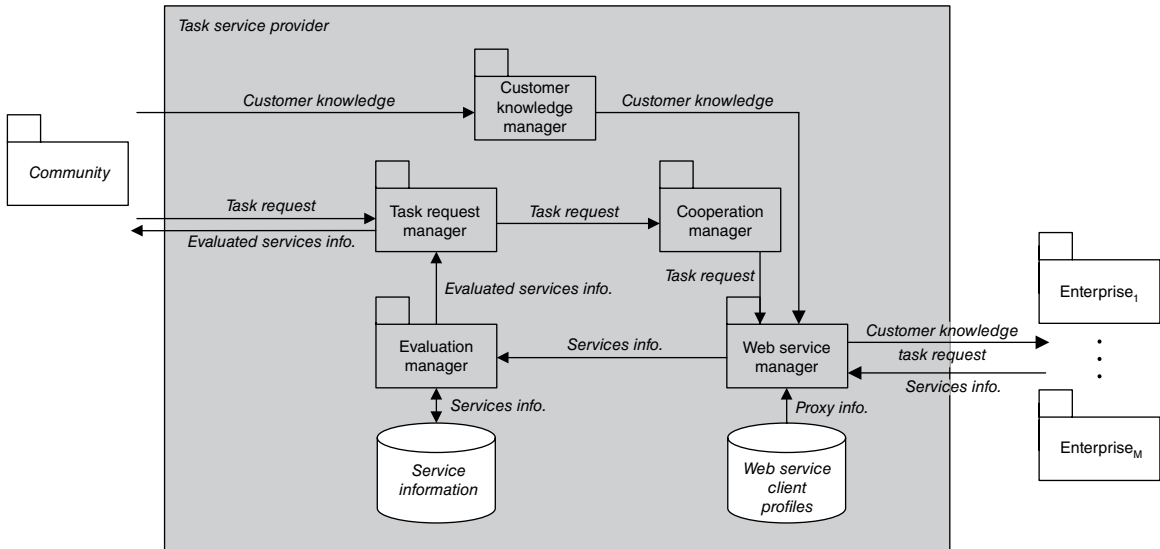 Task service provider
Customer knowledge
Customer
knowledge
manager
Customer knowledge
Community
Task request
Evaluated services info.
Task request
manager
Task request
Cooperation
manager
Task request
Evaluated services info.
Evaluation
manager
Services info.
Web service
manager
Customer knowledge
task request
Services info.
Enterprise1
Services info.
Proxy info.
Service
information
Web service
client
profiles
EnterpriseM